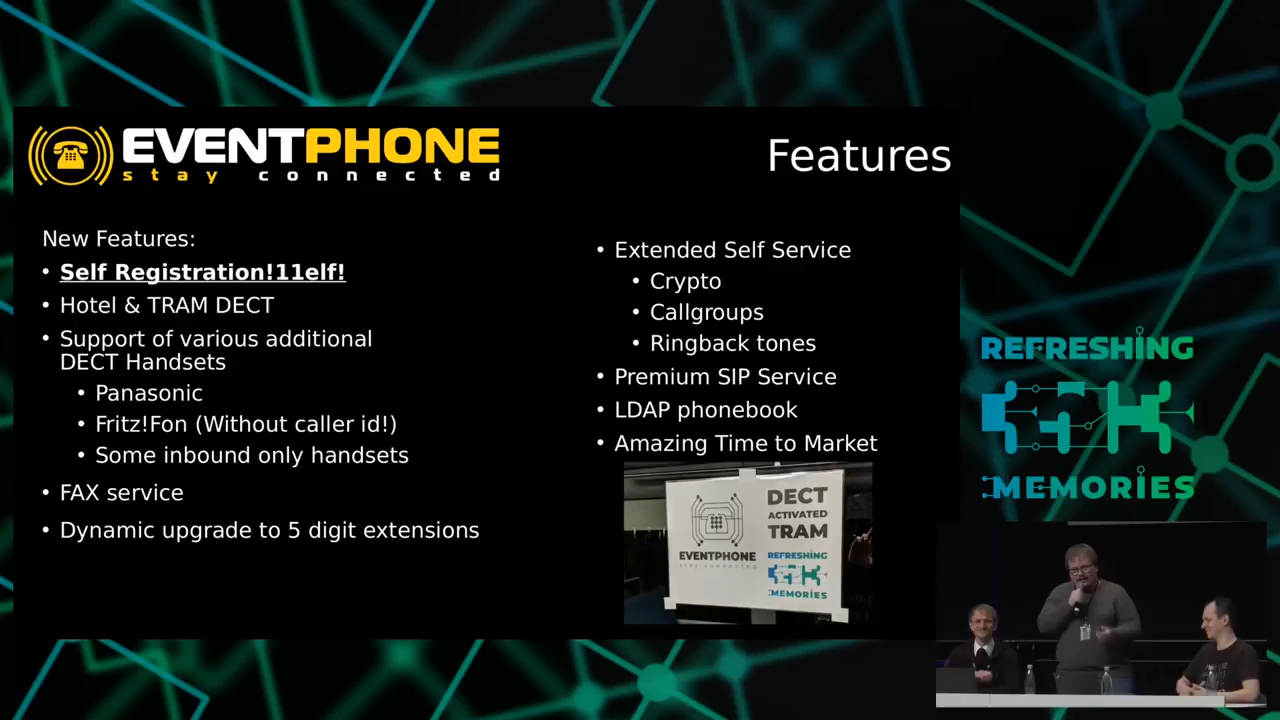 EVENTPHONE
stay connected
Features
New Features:
• Self Registration!11elf!
• Hotel & TRAM DECT
• Support of various additional
DECT Handsets
• Panasonic
• Fritz!Fon (Without caller id!)
• Some inbound only handsets
• FAX service
• Dynamic upgrade to 5 digit extensions
• Extended Self Service
• Crypto
• Callgroups
• Ringback tones
• Premium SIP Service
• LDAP phonebook
• Amazing Time to Market
DECT
ACTIVATED
TRAM
EVENTPHONE
stay connected
REFRESHING
MEMORIES
REFRESHING
MEMORIES